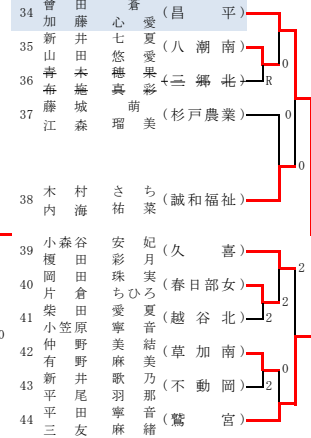 34 會田 蒼 (昌平)
加藤 心愛
35 新井 七夏 (八潮南)
山田 悠愛
0
36 青木 穂果 (三郷北) R
布施 真彩
37 藤城 萌 (杉戸農業) 0
江森 瑠美
0
38 木村 さち (誠和福祉)
内海 祐菜
39 小森谷 安妃 (久喜)
榎田 彩月
2
40 岡田 珠実 (春日部女)
片倉 ちひろ
2
41 柴田 愛夏 (越谷北) 2
小笠原 寧音
0
42 仲野 美結 (草加南)
有野 麻美
0
43 新井 歌乃 (不動岡) 2
平尾 羽那
44 平田 寧音 (鷲宮)
三友 麻緒